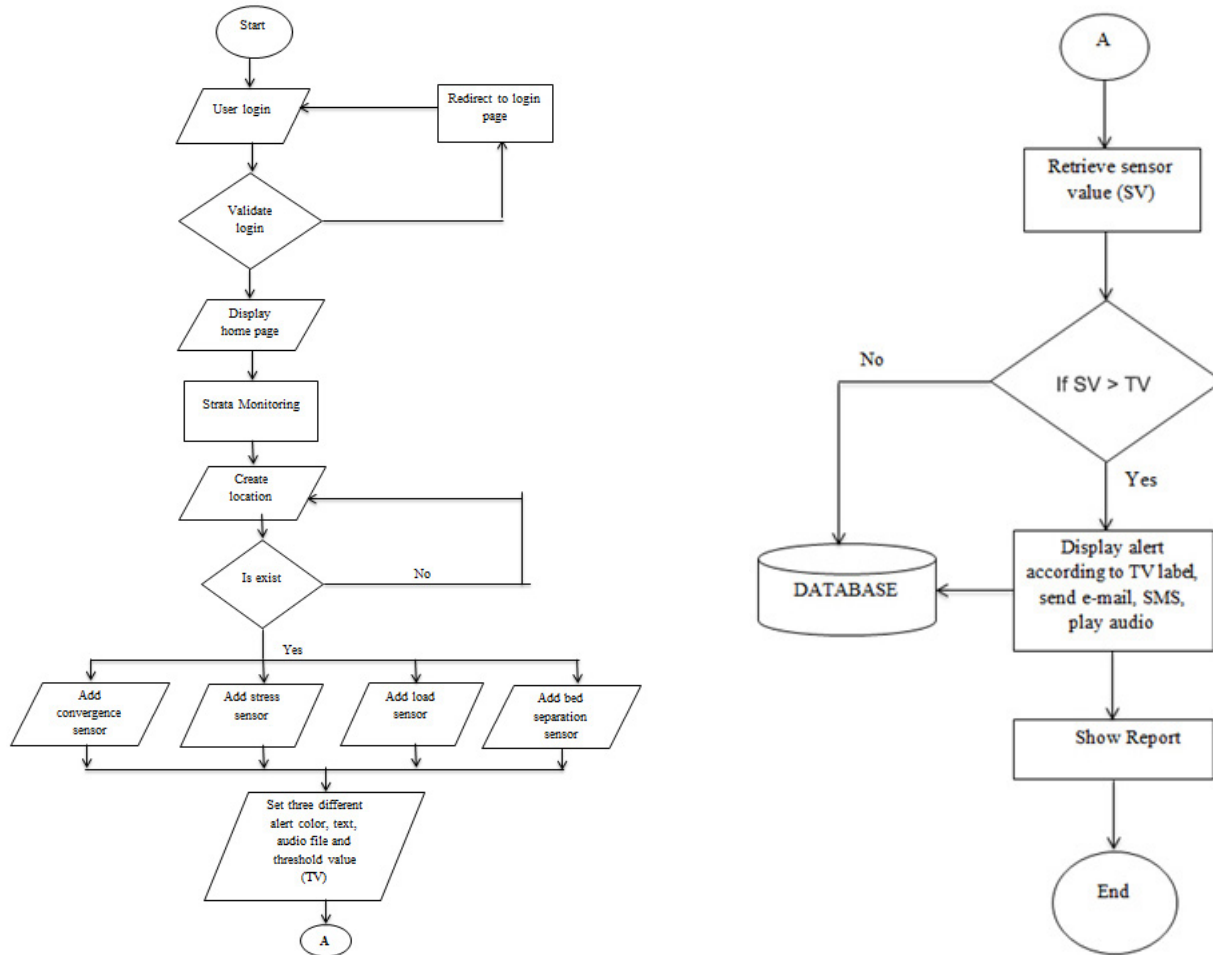 Start
User login
Redirect to login
page
Validate
login
Display
home page
Strata Monitoring
Create
location
Is exist
No
Yes
Add
convergence
sensor
Add stress
sensor
Add load
sensor
Add bed
separation
sensor
Set three different
alert color, text,
audio file and
threshold value
(TV)
A
A
Retrieve sensor
value (SV)
If SV > TV
No
Yes
Display alert
according to TV label,
send e-mail, SMS,
play audio
DATABASE
Show Report
End